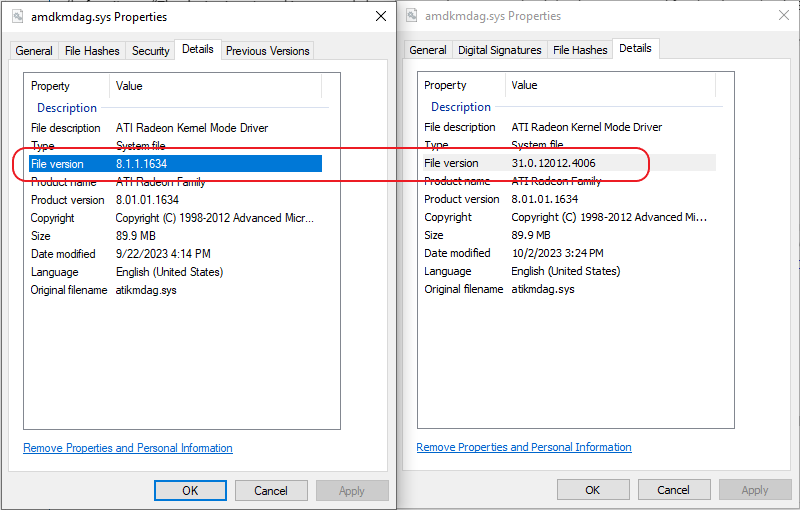 amdkmdag.sys Properties
General File Hashes Security Details Previous Versions
Property Value
Description
File description ATI Radeon Kernel Mode Driver
Type System file
File version 8.1.1.1634
Product name ATI Radeon Family
Product version 8.01.01.1634
Copyright Copyright (C) 1998-2012 Advanced Micr...
Size 89.9 MB
Date modified 9/22/2023 4:14 PM
Language English (United States)
Original filename atikmdag.sys
Remove Properties and Personal Information
OK Cancel Apply
amdkmdag.sys Properties
General Digital Signatures File Hashes Details
Property Value
Description
File description ATI Radeon Kernel Mode Driver
Type System file
File version 31.0.12012.4006
Product name ATI Radeon Family
Product version 8.01.01.1634
Copyright Copyright (C) 1998-2012 Advanced Mi...
Size 89.9 MB
Date modified 10/2/2023 3:24 PM
Language English (United States)
Original filename atikmdag.sys
Remove Properties and Personal Information
OK Cancel Apply